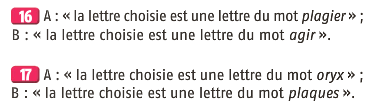 16 A : « la lettre choisie est une lettre du mot plagier » ;
B : « la lettre choisie est une lettre du mot agir ».
17 A : « la lettre choisie est une lettre du mot oryx » ;
B : « la lettre choisie est une lettre du mot plaques ».